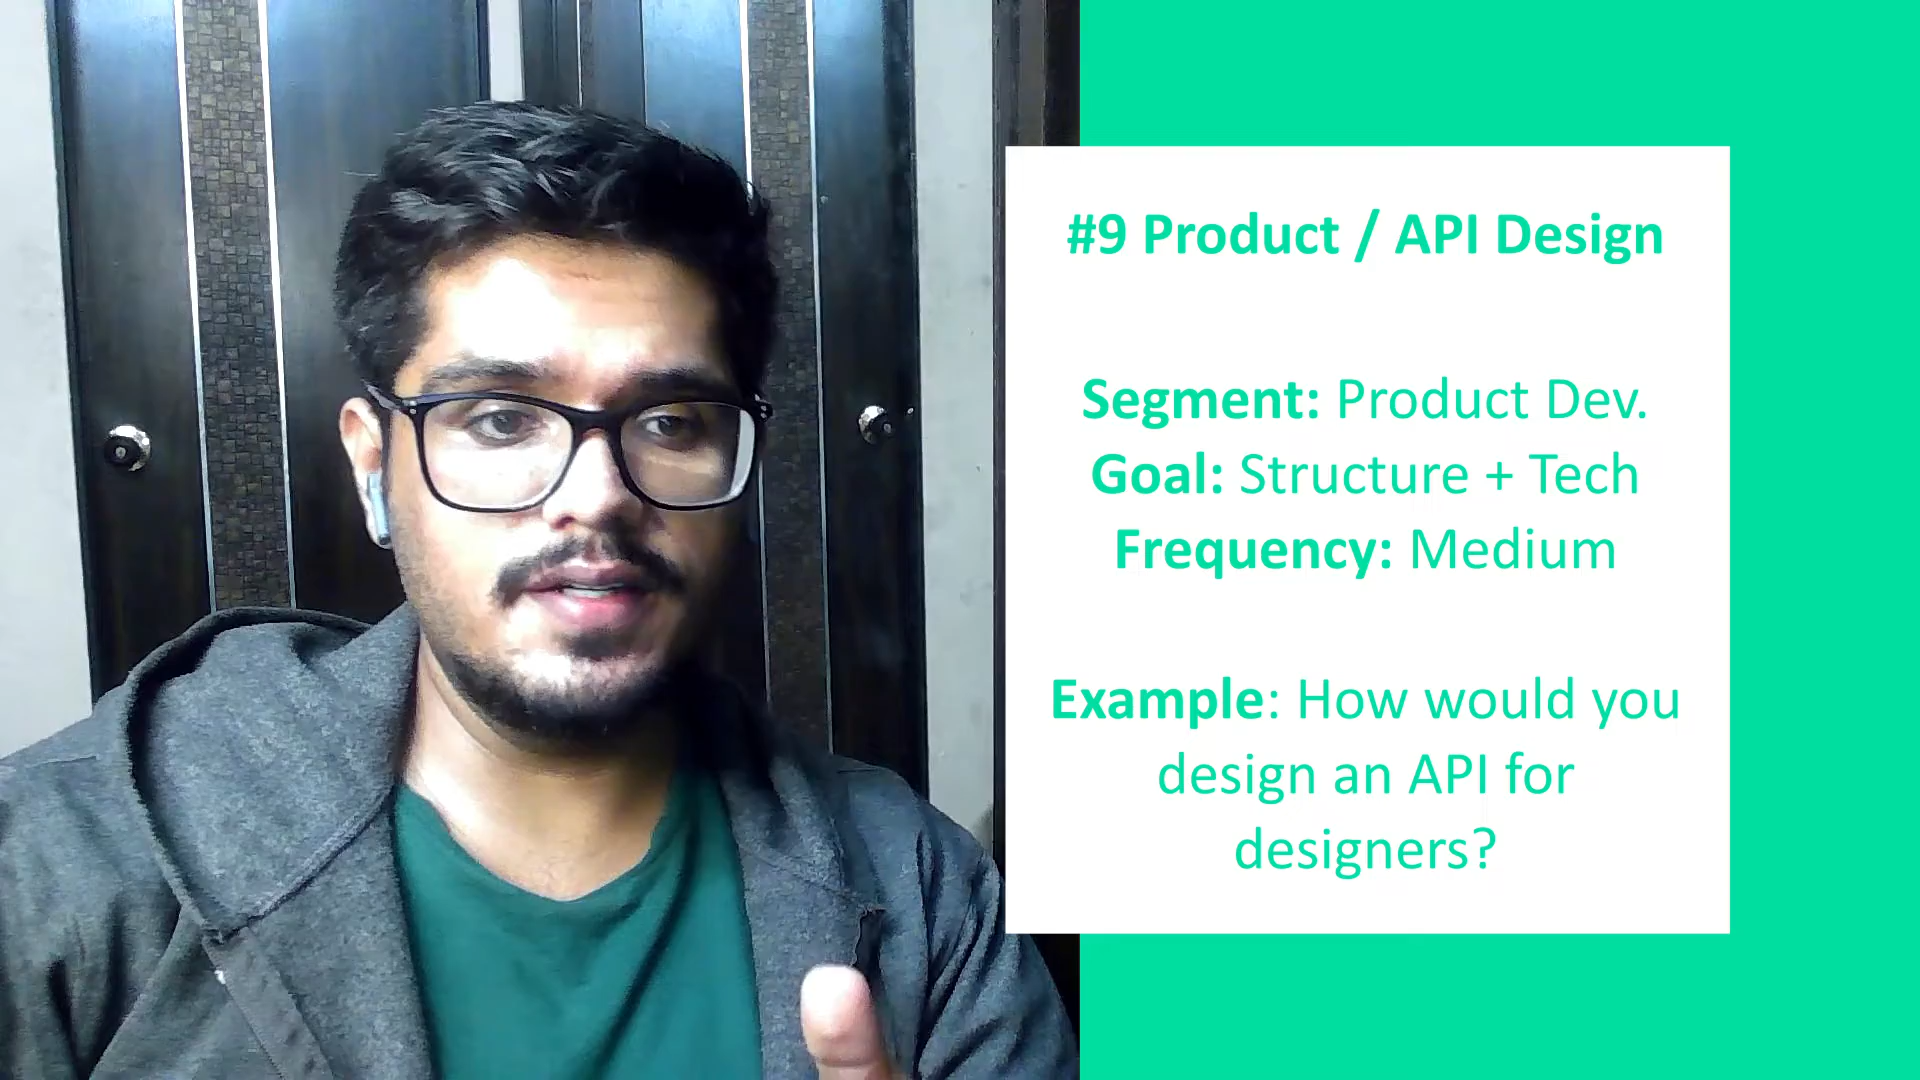 #9 Product / API Design
Segment: Product Dev.
Goal: Structure + Tech
Frequency: Medium
Example: How would you
design an API for
designers?